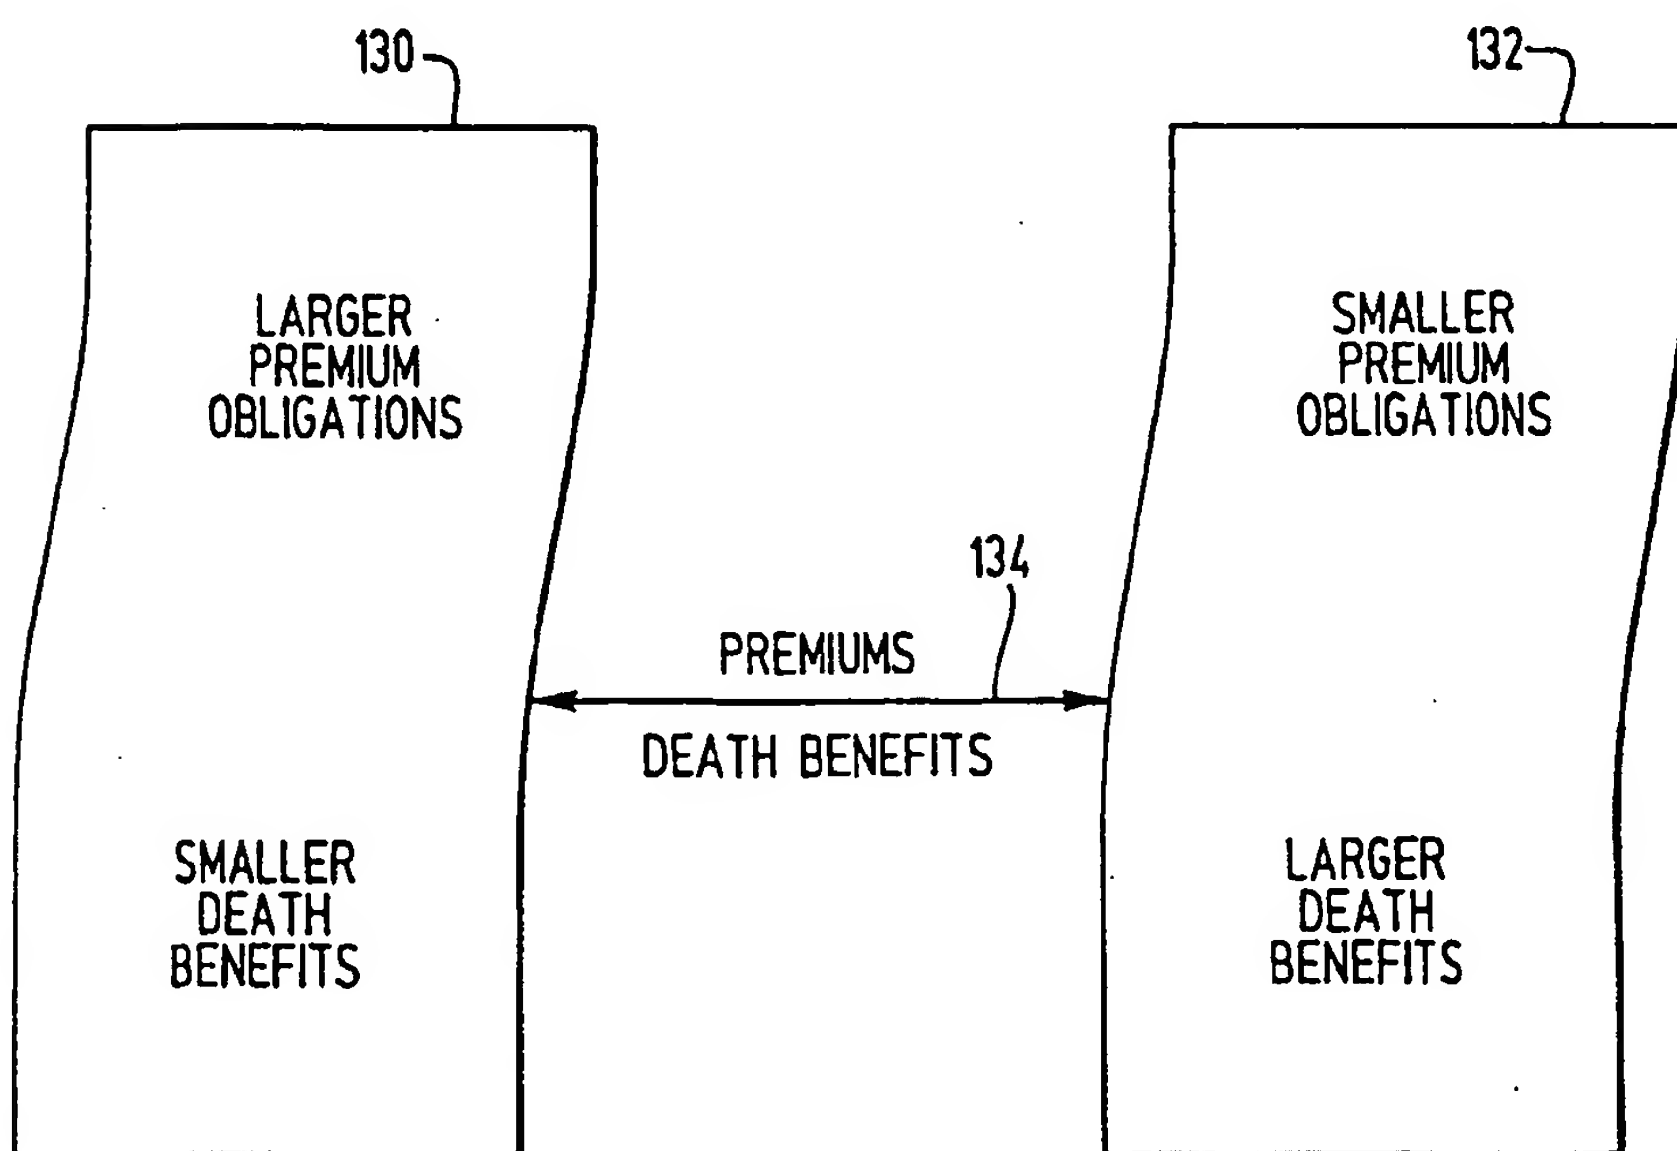 130
132
LARGER
PREMIUM
OBLIGATIONS
SMALLER
PREMIUM
OBLIGATIONS
134
PREMIUMS
DEATH BENEFITS
SMALLER
DEATH
BENEFITS
LARGER
DEATH
BENEFITS